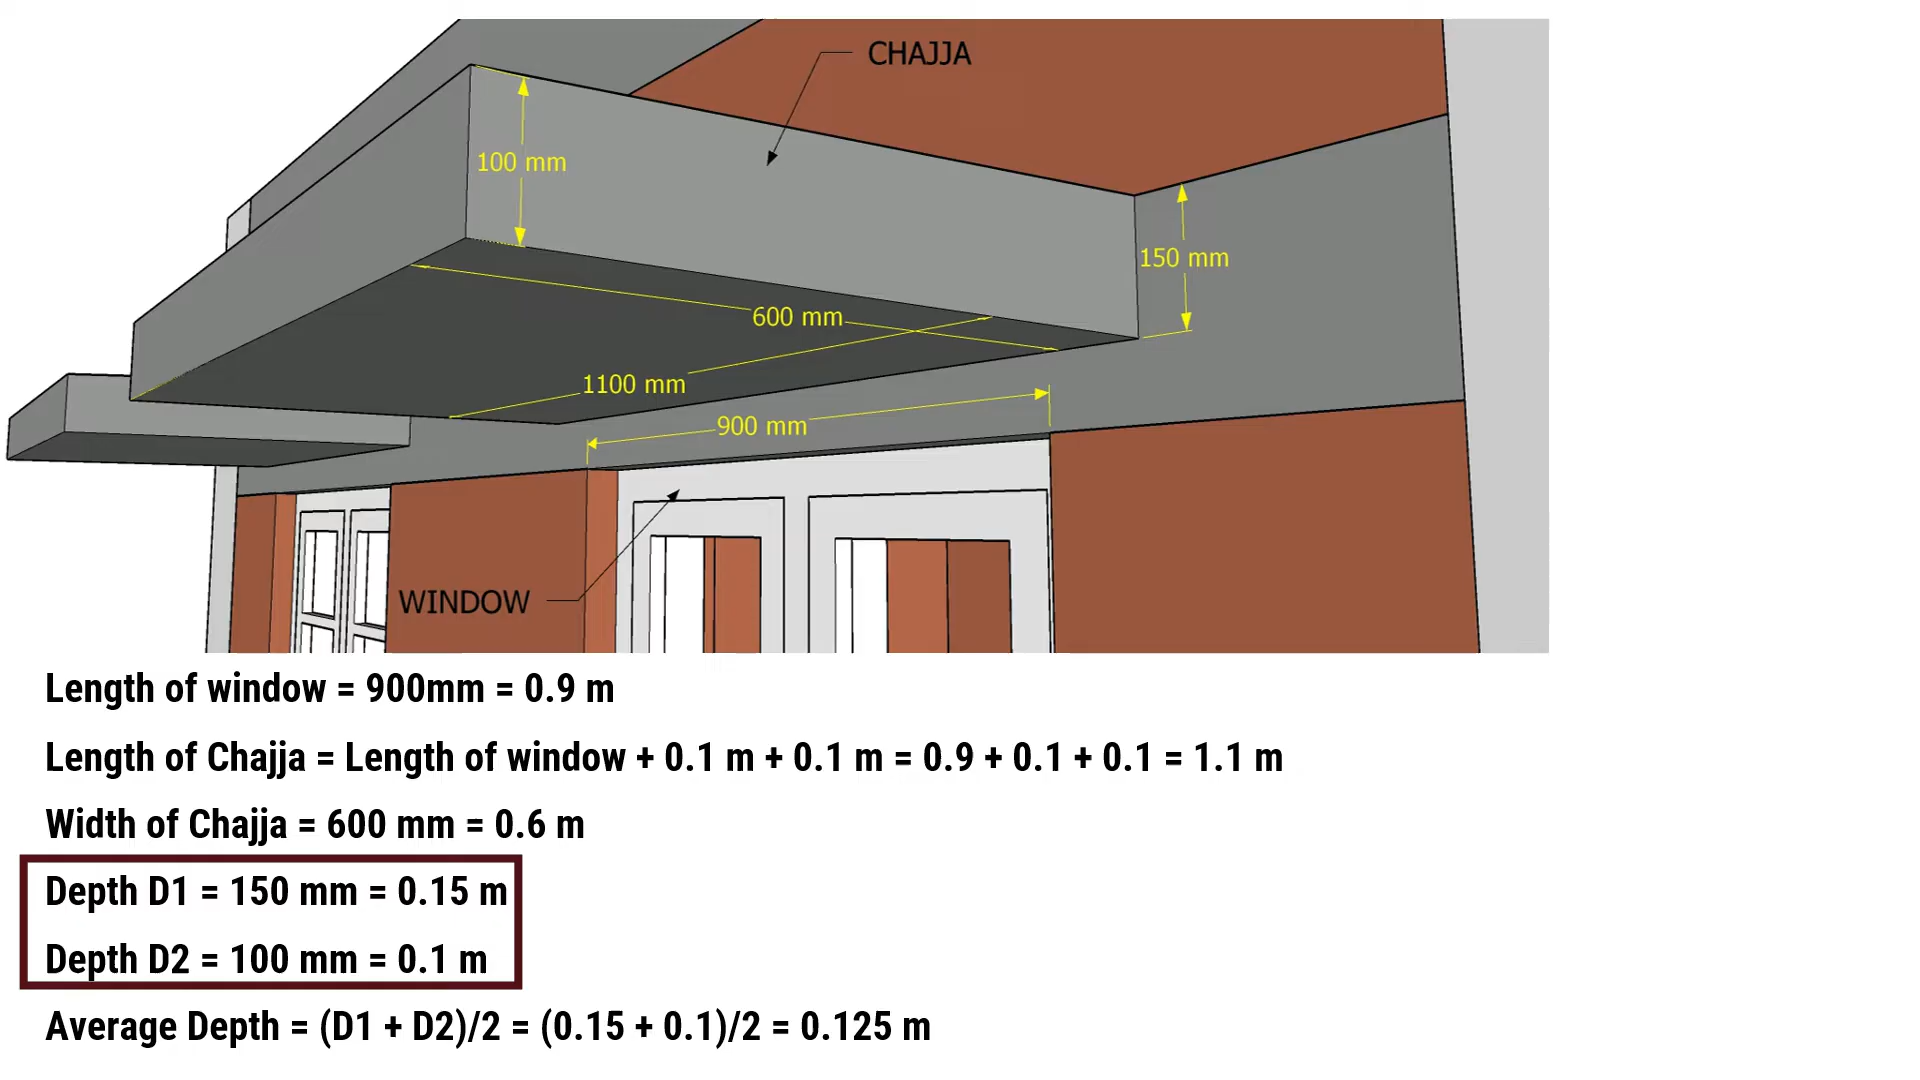 CHAJJA
100 mm
150 mm
600 mm
1100 mm
900 mm
WINDOW
Length of window = 900mm = 0.9 m
Length of Chajja = Length of window + 0.1 m + 0.1 m = 0.9 + 0.1 + 0.1 = 1.1 m
Width of Chajja = 600 mm = 0.6 m
Depth D1 = 150 mm = 0.15 m
Depth D2 = 100 mm = 0.1 m
Average Depth = (D1 + D2)/2 = (0.15 + 0.1)/2 = 0.125 m